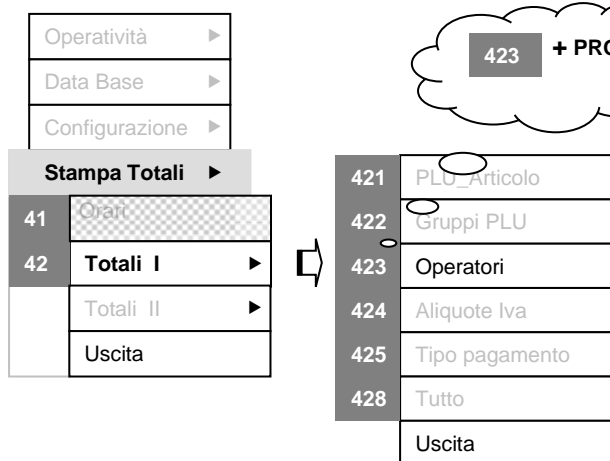 Operatività
Data Base
Configurazione
Stampa Totali
41 Orari
42 Totali I
Totali II
Uscita
423 + PRO
421 PLU_Articolo
422 Gruppi PLU
423 Operatori
424 Aliquote Iva
425 Tipo pagamento
428 Tutto
Uscita